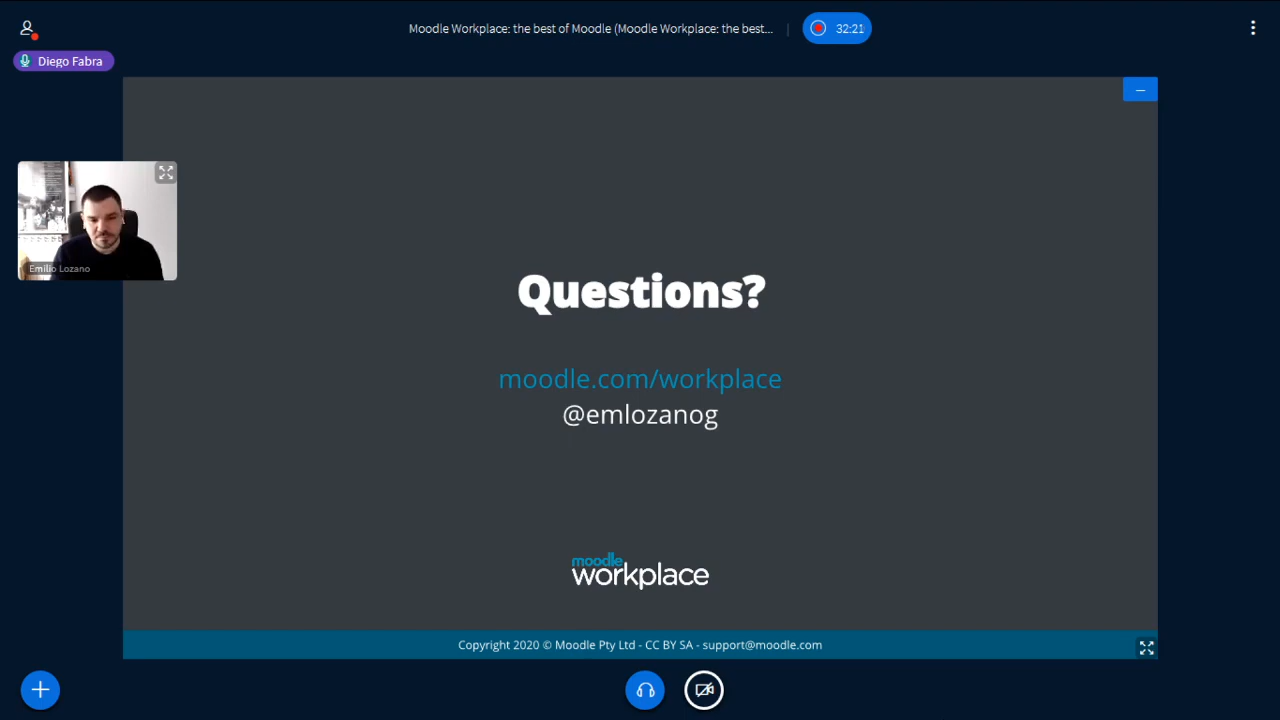 Moodle Workplace: the best of Moodle (Moodle Workplace: the best...
32:21
Diego Fabra
Emilio Lozano
Questions?
moodle.com/workplace
@emlozanog
moodle
workplace
Copyright 2020 © Moodle Pty Ltd - CC BY SA - support@moodle.com